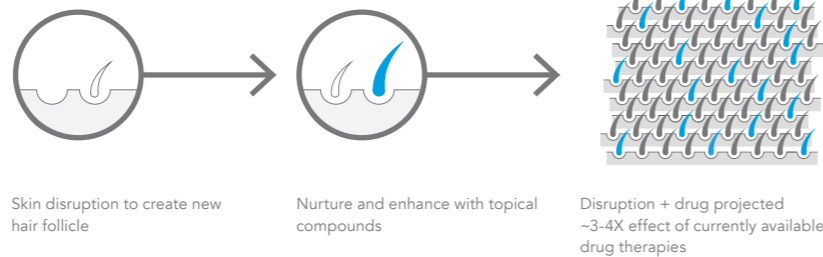 Skin disruption to create new
hair follicle
Nurture and enhance with topical
compounds
Disruption + drug projected
~3-4X effect of currently available
drug therapies